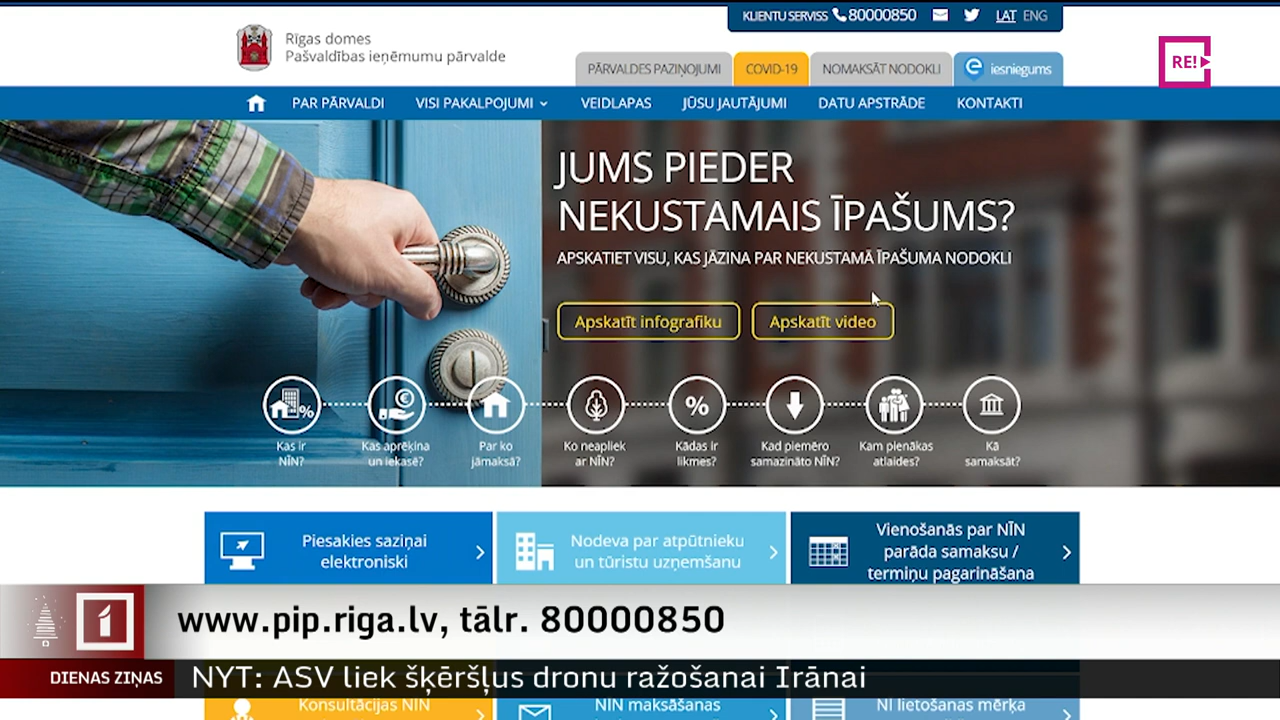 KLIENTU SERVISS 80000850
LAT ENG
Rīgas domes
Pašvaldības ieņēmumu pārvalde
PĀRVALDES PAZIŅOJUMI
COVID-19
NOMAKSĀT NODOKLI
iesniegums
RE!
PAR PĀRVALDI
VISI PAKALPOJUMI
VEIDLAPAS
JŪSU JAUTĀJUMI
DATU APSTRĀDE
KONTAKTI
JUMS PIEDER
NEKUSTAMAIS ĪPAŠUMS?
APSKATIET VISU, KAS JĀZINA PAR NEKUSTAMĀ ĪPAŠUMA NODOKLI
Apskatīt infografiku
Apskatīt video
Kas ir
NĪN?
Kas aprēķina
un iekasē?
Par ko
jāmaksā?
Ko neapliek
ar NĪN?
Kādas ir
likmes?
Kad piemēro
samazināto NĪN?
Kam pienākas
atlaides?
Kā
samaksāt?
Piesakies saziņai
elektroniski
Nodeva par atpūtnieku
un tūristu uzņemšanu
Vienošanās par NĪN
parāda samaksu /
termiņu pagarināšana
1
www.pip.riga.lv, tālr. 80000850
DIENAS ZIŅAS
NYT: ASV liek šķēršļus dronu ražošanai Irānai
Konsultācijas NĪN
NĪN maksāšanas
NĪ lietošanas mērķa